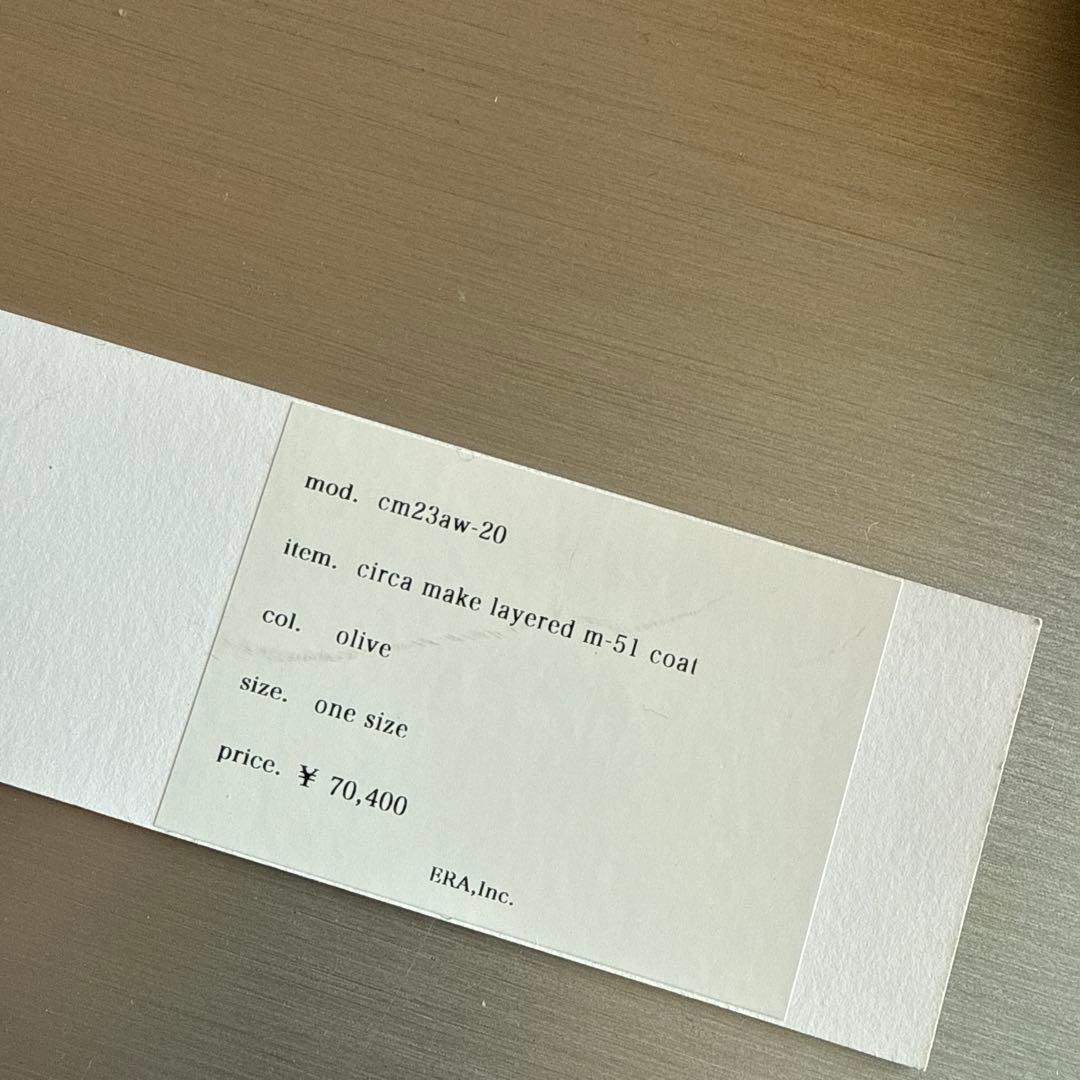 mod. cm23aw-20
item. circa make layered m-51 coat
col. olive
size. one size
price. ¥ 70,400
ERA,Inc.